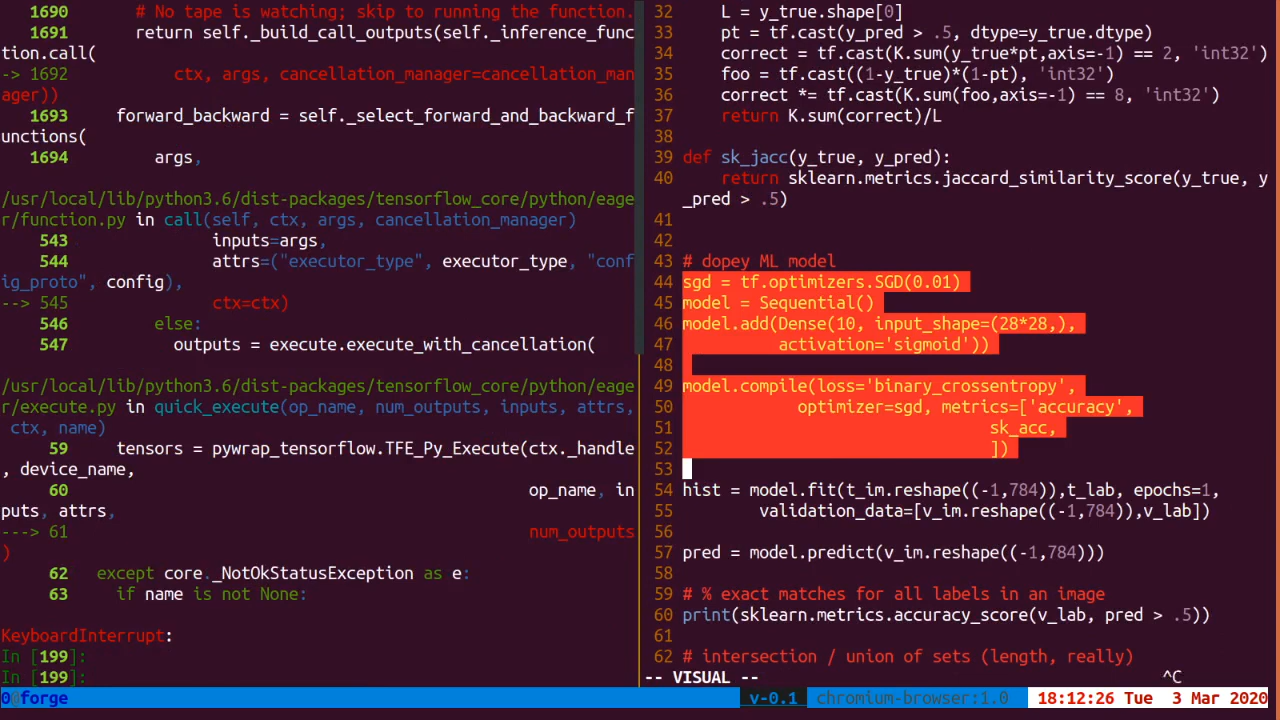 1690       # No tape is watching; skip to running the function.
1691       return self._build_call_outputs(self._inference_func
tion.call(
-> 1692           ctx, args, cancellation_manager=cancellation_man
ager))
1693     forward_backward = self._select_forward_and_backward_f
unctions(
1694         args,
/usr/local/lib/python3.6/dist-packages/tensorflow_core/python/eage
r/function.py in call(self, ctx, args, cancellation_manager)
543               inputs=args,
544               attrs=("executor_type", executor_type, "conf
ig_proto", config),
--> 545               ctx=ctx)
546         else:
547           outputs = execute.execute_with_cancellation(
/usr/local/lib/python3.6/dist-packages/tensorflow_core/python/eage
r/execute.py in quick_execute(op_name, num_outputs, inputs, attrs,
ctx, name)
59     tensors = pywrap_tensorflow.TFE_Py_Execute(ctx._handle
, device_name,
60                                                op_name, in
puts, attrs,
---> 61                                                num_outputs
)
62   except core._NotOkStatusException as e:
63     if name is not None:
KeyboardInterrupt:
In [199]:
In [199]:
32     L = y_true.shape[0]
33     pt = tf.cast(y_pred > .5, dtype=y_true.dtype)
34     correct = tf.cast(K.sum(y_true*pt,axis=-1) == 2, 'int32')
35     foo = tf.cast((1-y_true)*(1-pt), 'int32')
36     correct *= tf.cast(K.sum(foo,axis=-1) == 8, 'int32')
37     return K.sum(correct)/L
38
39 def sk_jacc(y_true, y_pred):
40     return sklearn.metrics.jaccard_similarity_score(y_true, y
_pred > .5)
41
42
43 # dopey ML model
44 sgd = tf.optimizers.SGD(0.01)
45 model = Sequential()
46 model.add(Dense(10, input_shape=(28*28,),
47           activation='sigmoid'))
48
49 model.compile(loss='binary_crossentropy',
50             optimizer=sgd, metrics=['accuracy',
51                                 sk_acc,
52                                 ])
53
54 hist = model.fit(t_im.reshape((-1,784)),t_lab, epochs=1,
55         validation_data=[v_im.reshape((-1,784)),v_lab])
56
57 pred = model.predict(v_im.reshape((-1,784)))
58
59 # % exact matches for all labels in an image
60 print(sklearn.metrics.accuracy_score(v_lab, pred > .5))
61
62 # intersection / union of sets (length, really)
-- VISUAL -- ^C
0@forge v-0.1 chromium-browser:1.0 18:12:26 Tue  3 Mar 2020